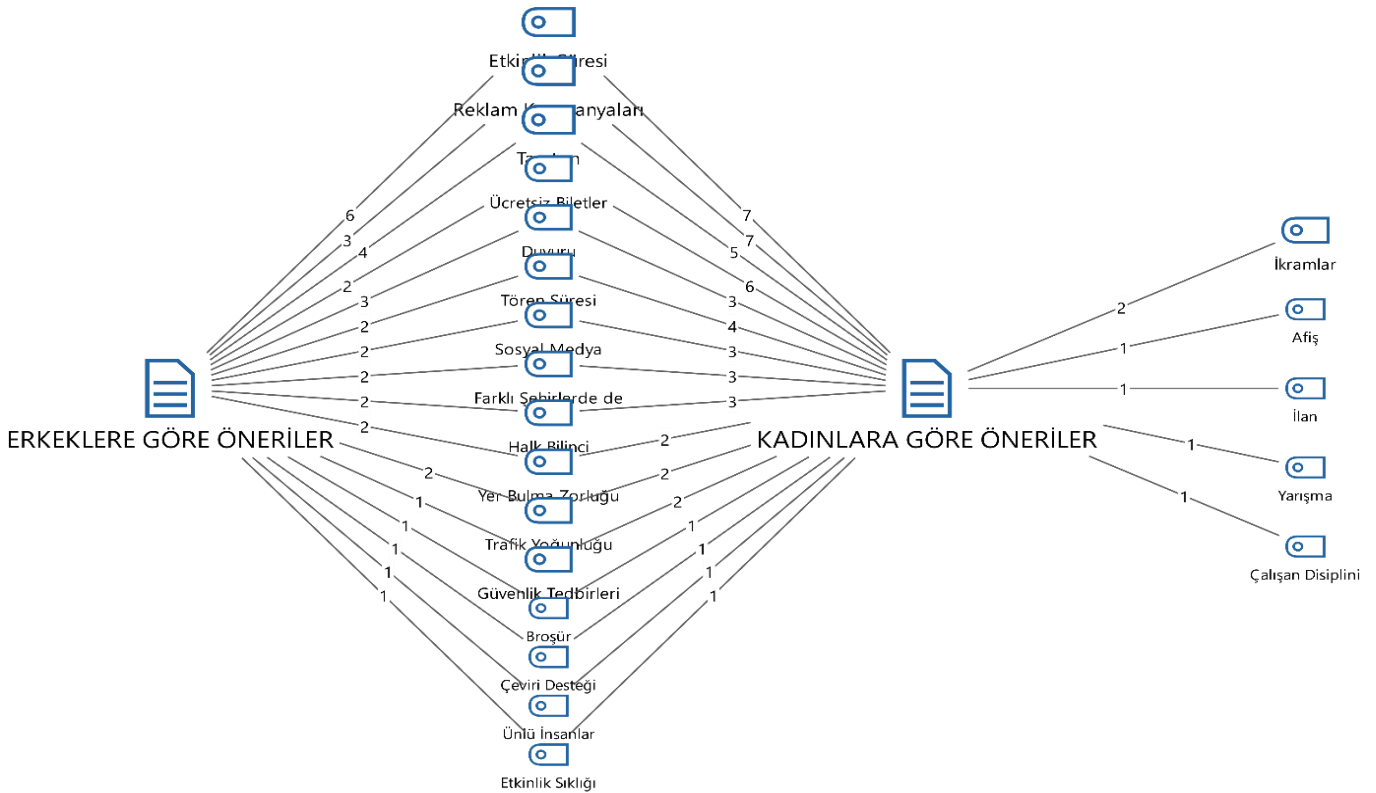 ERKEKLERE GÖRE ÖNERİLER
6
3
4
2
3
2
2
2
2
2
2
1
1
1
1
1
Etkinlik Süresi
Reklam Kampanyaları
Ücretsiz Biletler
Duyuru
Tören Süresi
Sosyal Medya
Farklı Şehirlerde de
Halk Bilinci
Yer Bulma Zorluğu
Trafik Yoğunluğu
Güvenlik Tedbirleri
Broşür
Çeviri Desteği
Ünlü İnsanlar
Etkinlik Sıklığı
7
7
5
6
3
4
3
3
3
2
2
2
1
1
1
1
KADINLARA GÖRE ÖNERİLER
2
1
1
1
1
İkramlar
Afiş
İlan
Yarışma
Çalışan Disiplini